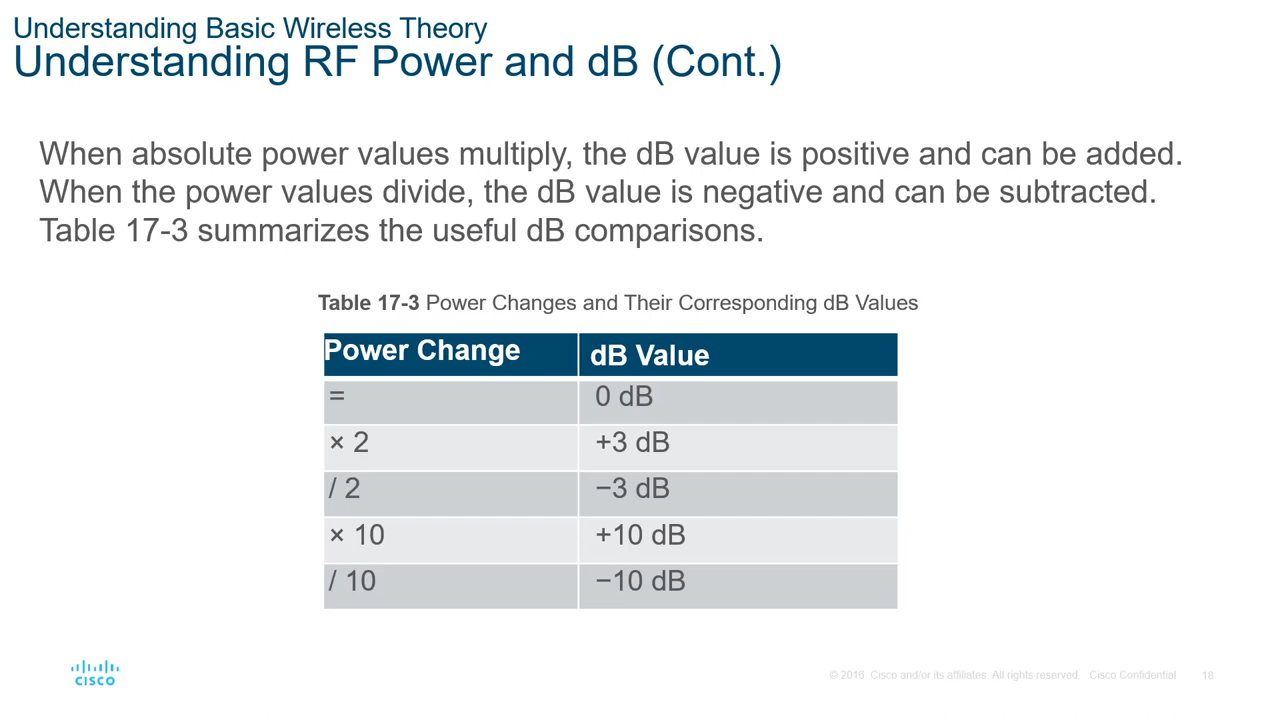 Understanding Basic Wireless Theory
Understanding RF Power and dB (Cont.)
When absolute power values multiply, the dB value is positive and can be added.
When the power values divide, the dB value is negative and can be subtracted.
Table 17-3 summarizes the useful dB comparisons.
Table 17-3 Power Changes and Their Corresponding dB Values
Power Change dB Value
= 0 dB
× 2 +3 dB
/ 2 −3 dB
× 10 +10 dB
/ 10 −10 dB
CISCO
© 2016 Cisco and/or its affiliates. All rights reserved. Cisco Confidential 18